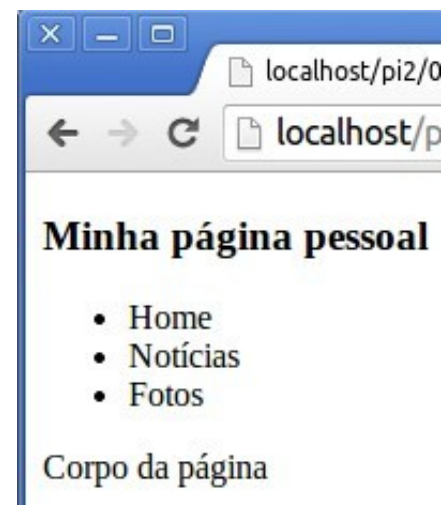 localhost/pi2/0
localhost/p
Minha página pessoal
• Home
• Notícias
• Fotos
Corpo da página